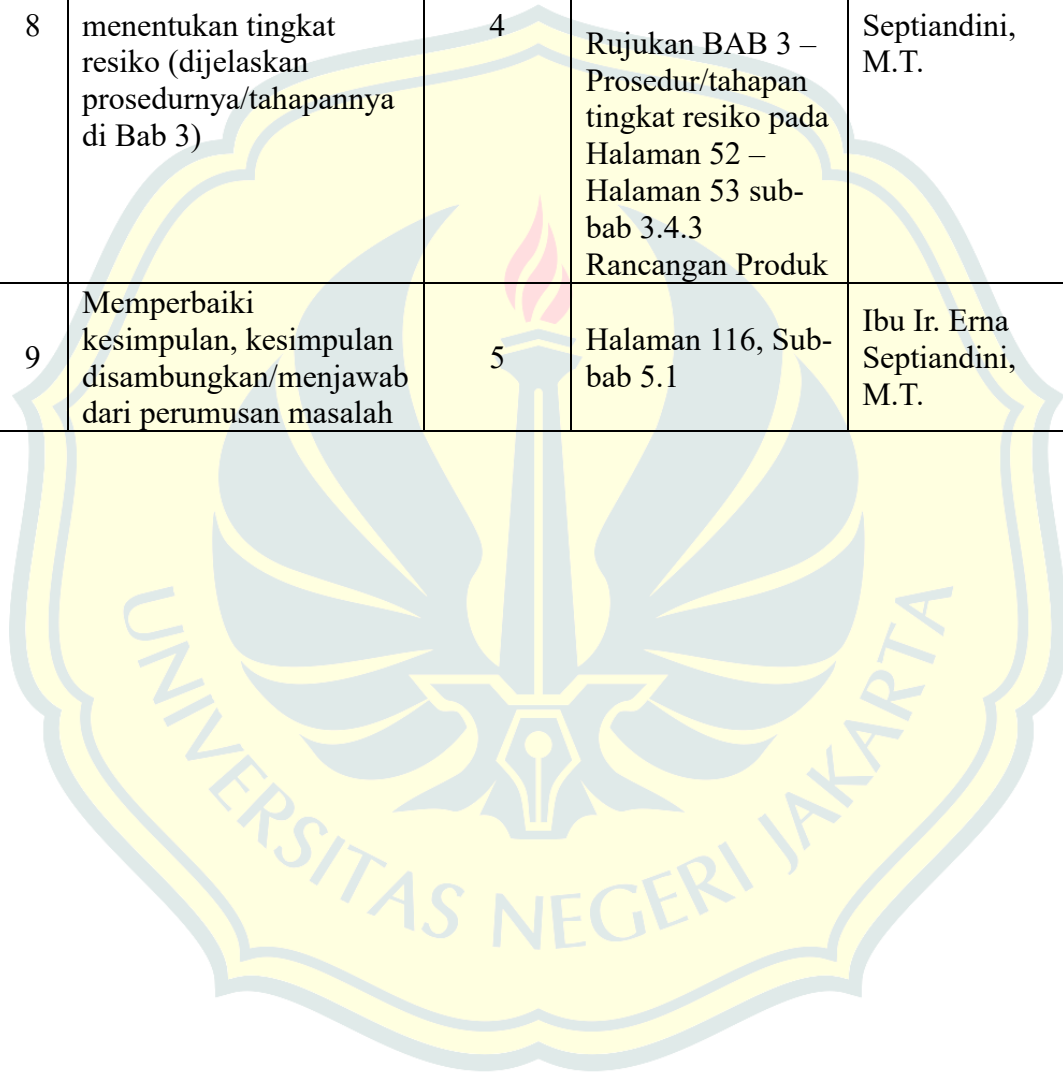 8
menentukan tingkat
resiko (dijelaskan
prosedurnya/tahapannya
di Bab 3)
4
Rujukan BAB 3 –
Prosedur/tahapan
tingkat resiko pada
Halaman 52 –
Halaman 53 sub-
bab 3.4.3
Rancangan Produk
Septiandini,
M.T.
9
Memperbaiki
kesimpulan, kesimpulan
disambungkan/menjawab
dari perumusan masalah
5
Halaman 116, Sub-
bab 5.1
Ibu Ir. Erna
Septiandini,
M.T.
UNIVERSITAS NEGERI JAKARTA